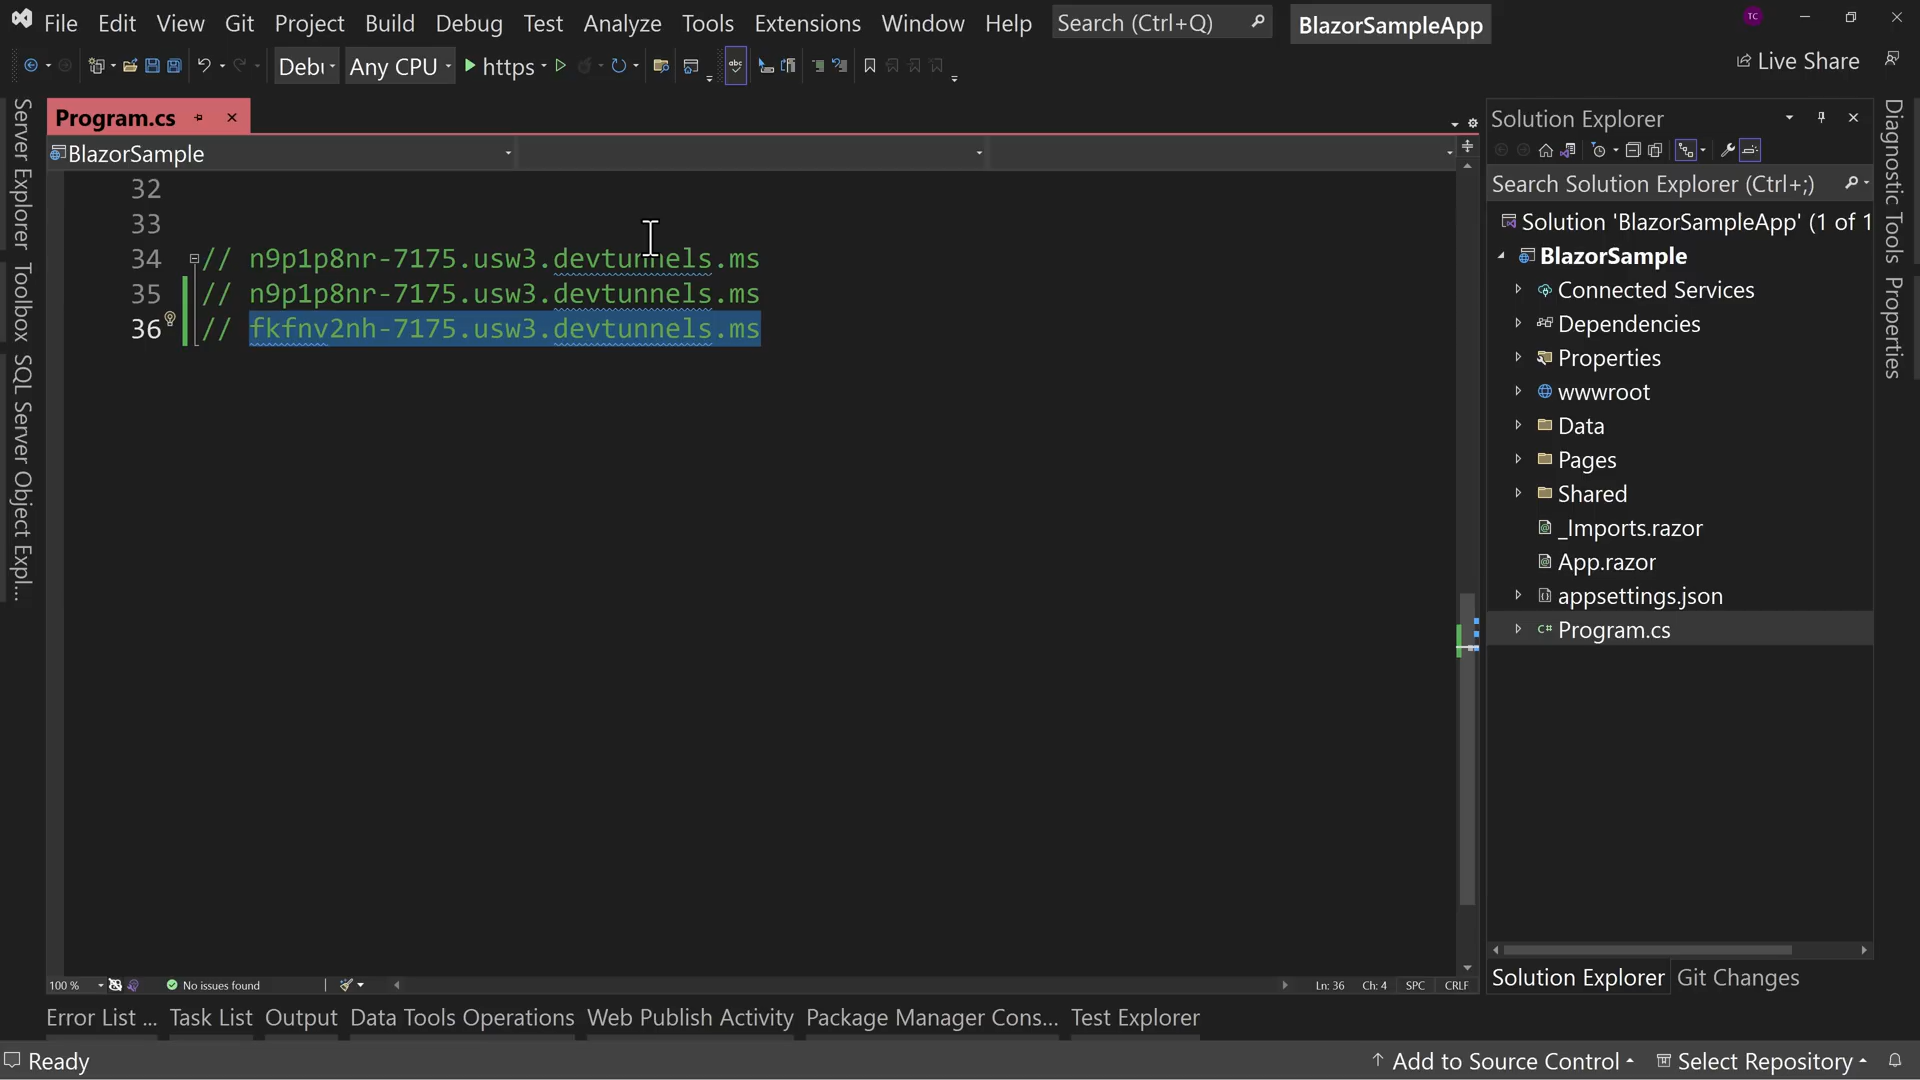 File Edit View Git Project Build Debug Test Analyze Tools Extensions Window Help Search (Ctrl+Q) BlazorSampleApp TC
Any CPU https Live Share
Program.cs
BlazorSample
32
33
34 // n9p1p8nr-7175.usw3.devtunnels.ms
35 // n9p1p8nr-7175.usw3.devtunnels.ms
36 // fkfnv2nh-7175.usw3.devtunnels.ms
100 % No issues found Ln: 36 Ch: 4 SPC CRLF
Server Explorer
Toolbox
SQL Server Object Expl...
Solution Explorer
Search Solution Explorer (Ctrl+;)
Solution 'BlazorSampleApp' (1 of 1
BlazorSample
Connected Services
Dependencies
Properties
wwwroot
Data
Pages
Shared
_Imports.razor
App.razor
appsettings.json
C# Program.cs
Solution Explorer Git Changes
Diagnostic Tools
Properties
Error List ... Task List Output Data Tools Operations Web Publish Activity Package Manager Cons... Test Explorer
Ready Add to Source Control Select Repository